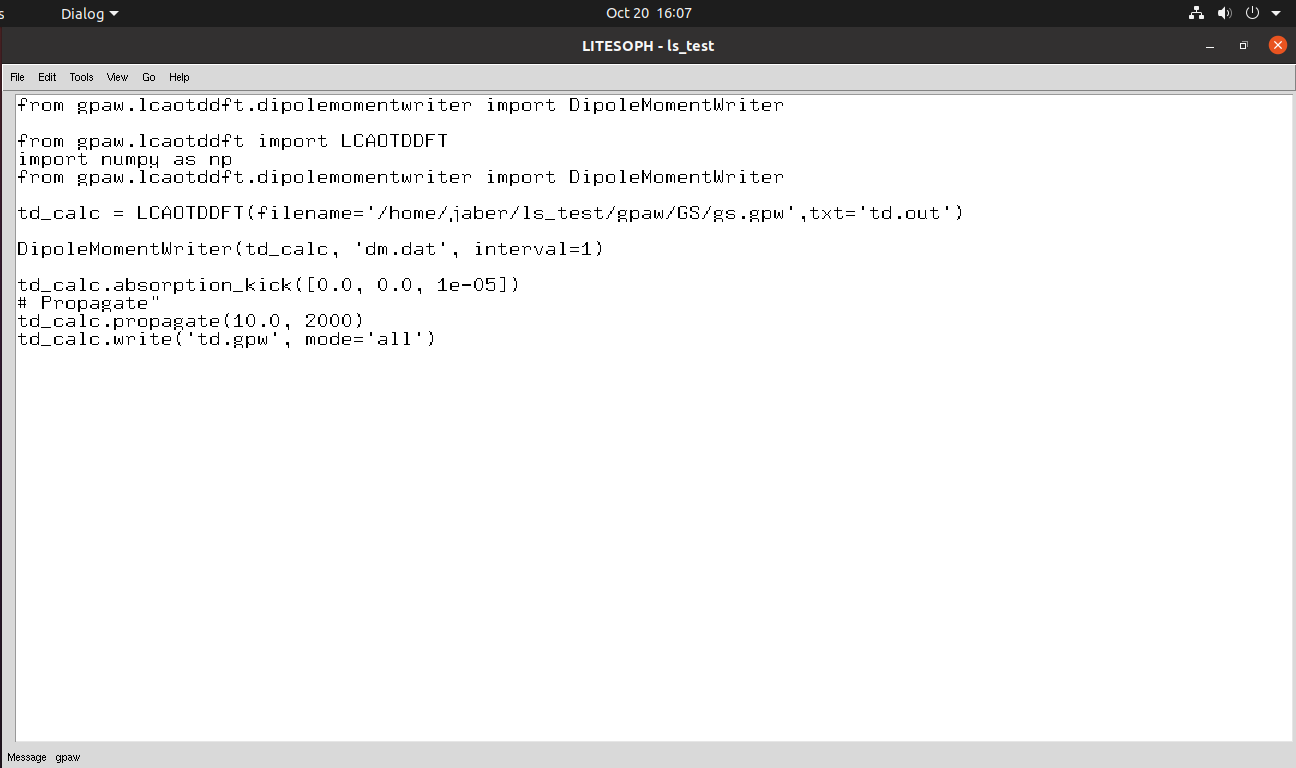 s
Dialog
Oct 20 16:07
LITESOPH - ls_test
File Edit Tools View Go Help
from gpaw.lcaotddft.dipolemomentwriter import DipoleMomentWriter
from gpaw.lcaotddft import LCAOTDDFT
import numpy as np
from gpaw.lcaotddft.dipolemomentwriter import DipoleMomentWriter
td_calc = LCAOTDDFT(filename='/home/jaber/ls_test/gpaw/GS/gs.gpw',txt='td.out')
DipoleMomentWriter(td_calc, 'dm.dat', interval=1)
td_calc.absorption_kick([0.0, 0.0, 1e-05])
# Propagate"
td_calc.propagate(10.0, 2000)
td_calc.write('td.gpw', mode='all')
Message gpaw